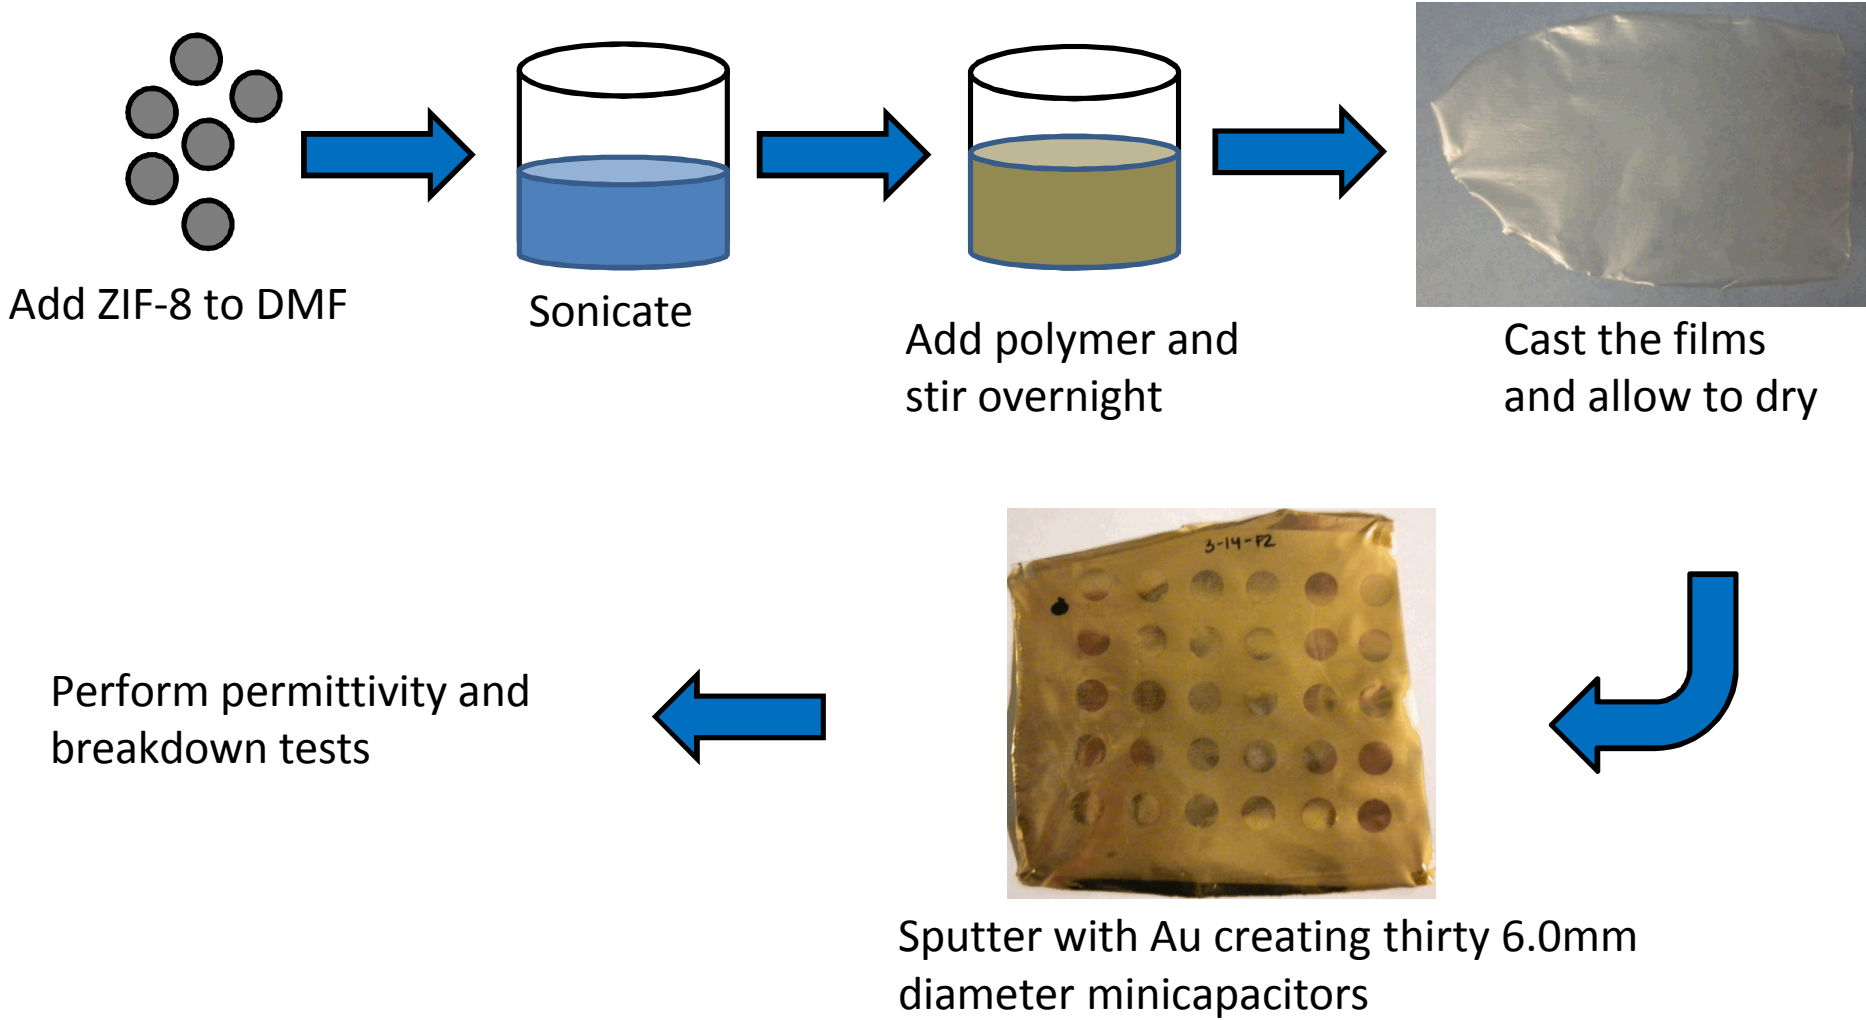 Add ZIF-8 to DMF
Sonicate
Add polymer and
stir overnight
Cast the films
and allow to dry
3-14-F2
Sputter with Au creating thirty 6.0mm
diameter minicapacitors
Perform permittivity and
breakdown tests